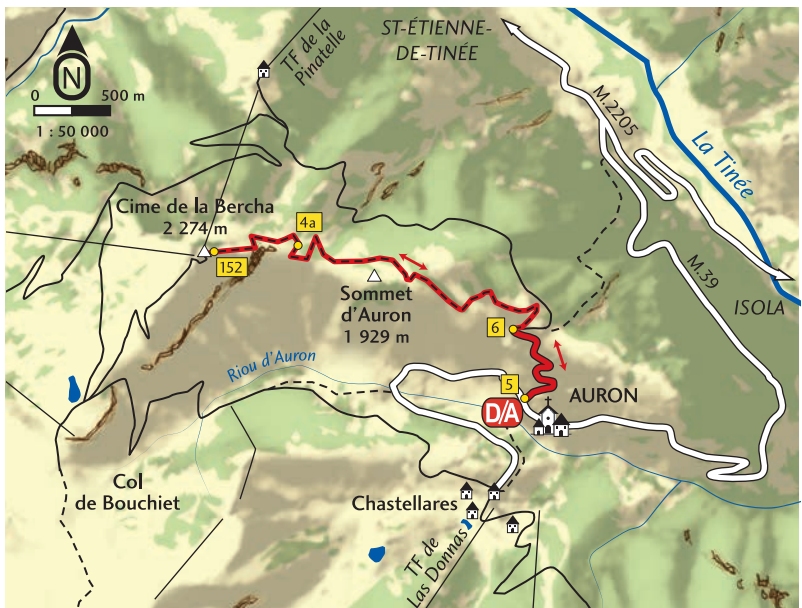 ST-ÉTIENNE-
DE-TINÉE
TF de la
Pinatelle
N
0 500 m
1 : 50 000
M.2205
La Tinée
Cime de la Bercha
2 274 m
4a
152
M.39
Sommet
d'Auron
1 929 m
ISOLA
6
Riou d'Auron
5
AURON
D/A
Col
de Bouchiet
Chastellares
TF de
Las Donnas